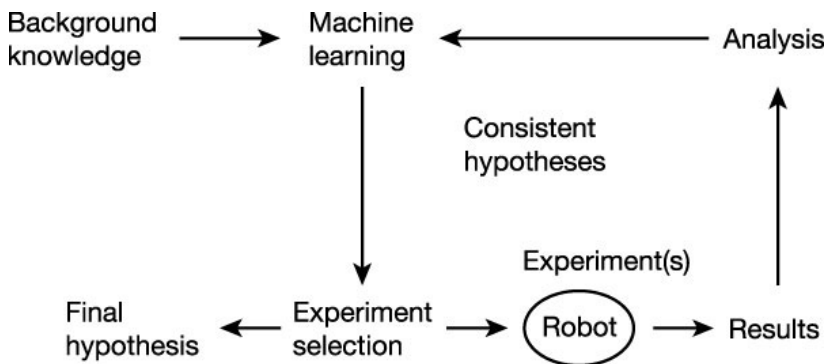 Background
knowledge
Machine
learning
Analysis
Consistent
hypotheses
Experiment(s)
Final
hypothesis
Experiment
selection
Robot
Results